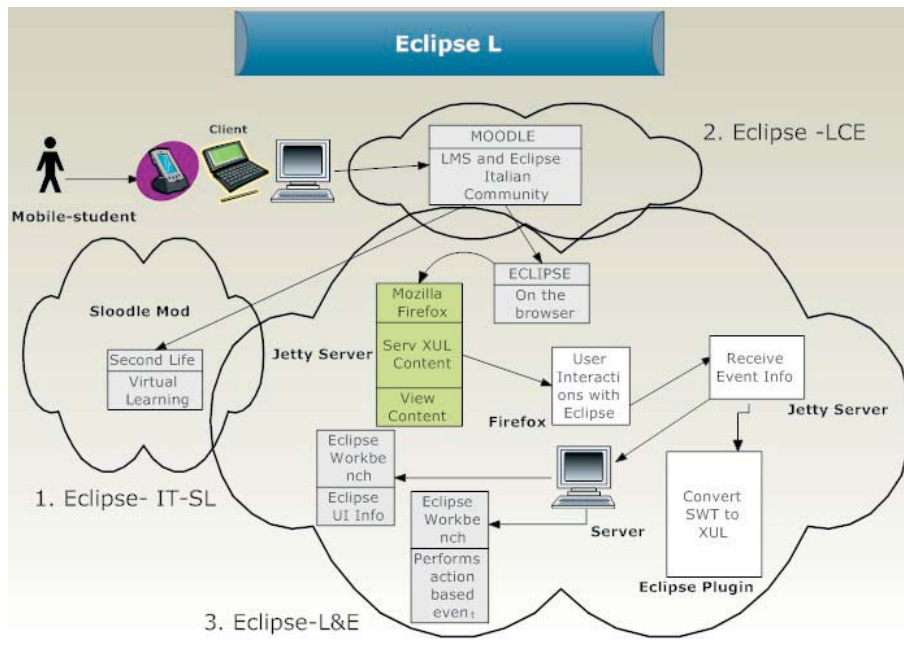 Eclipse L
Client
Mobile-student
MOODLE
LMS and Eclipse
Italian
Community
2. Eclipse -LCE
Sloodle Mod
Second Life
Virtual
Learning
1. Eclipse- IT-SL
ECLIPSE
On the
browser
Mozilla
Firefox
Serv XUL
Content
View
Content
Jetty Server
User
Interacti
ons with
Eclipse
Firefox
Receive
Event Info
Jetty Server
Eclipse
Workbe
nch
Eclipse
UI Info
Eclipse
Workbe
nch
Performs
action
based
event
Server
Convert
SWT to
XUL
Eclipse Plugin
3. Eclipse-L&E